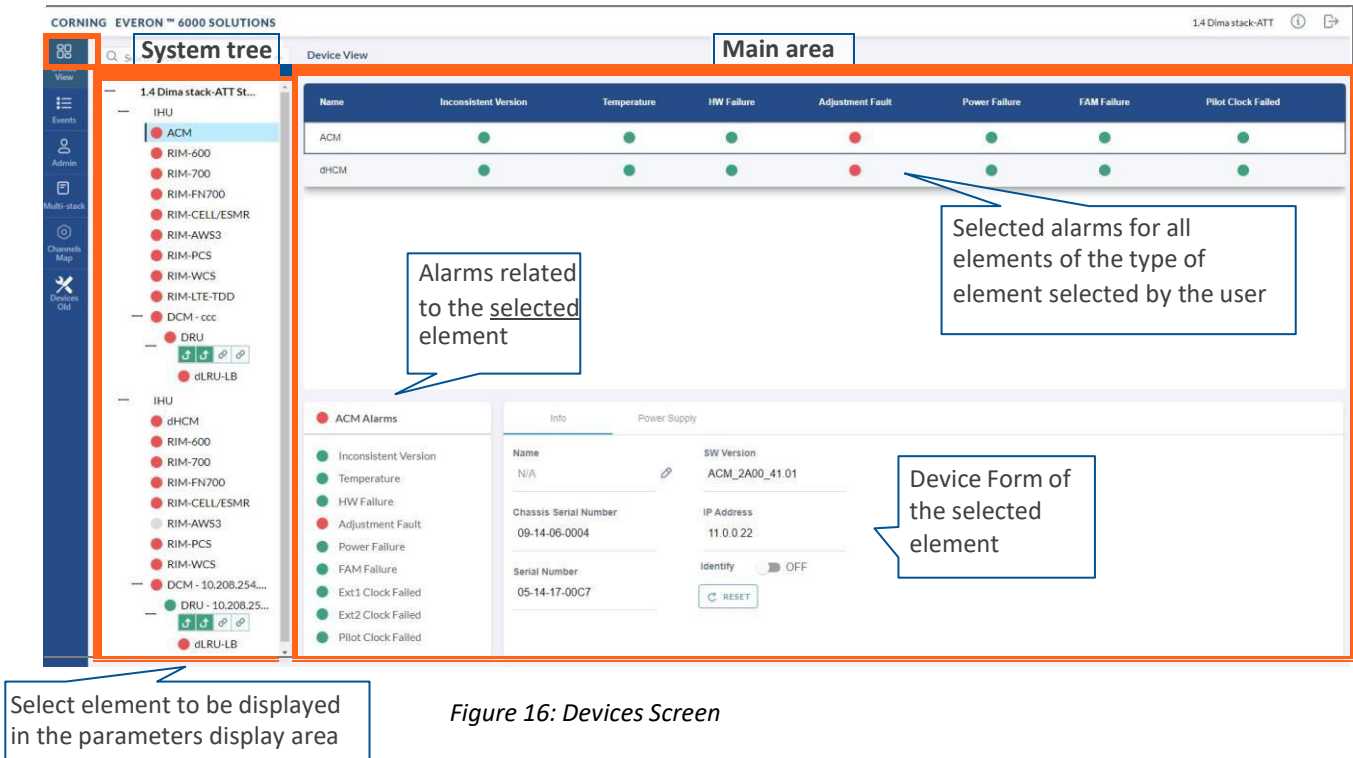 CORNING EVERON ™ 6000 SOLUTIONS
1.4 Dima stack-ATT
System tree
Device View
Main area
View
Events
Admin
Multi-stack
Channels
Map
Devices
Old
1.4 Dima stack-ATT St...
IHU
ACM
RIM-600
RIM-700
RIM-FN700
RIM-CELL/ESMR
RIM-AWS3
RIM-PCS
RIM-WCS
RIM-LTE-TDD
DCM - ccc
DRU
dLRU-LB
IHU
dHCM
RIM-600
RIM-700
RIM-FN700
RIM-CELL/ESMR
RIM-AWS3
RIM-PCS
RIM-WCS
DCM - 10.208.254....
DRU - 10.208.25...
dLRU-LB
Name Inconsistent Version Temperature HW Failure Adjustment Fault Power Failure FAM Failure Pilot Clock Failed
ACM
dHCM
Selected alarms for all
elements of the type of
element selected by the user
Alarms related
to the selected
element
ACM Alarms
Inconsistent Version
Temperature
HW Failure
Adjustment Fault
Power Failure
FAM Failure
Ext1 Clock Failed
Ext2 Clock Failed
Pilot Clock Failed
Info Power Supply
Name SW Version
N/A ACM_2A00_41.01
Chassis Serial Number IP Address
09-14-06-0004 11.0.0.22
Serial Number Identify OFF
05-14-17-00C7 RESET
Device Form of
the selected
element
Select element to be displayed
in the parameters display area
Figure 16: Devices Screen